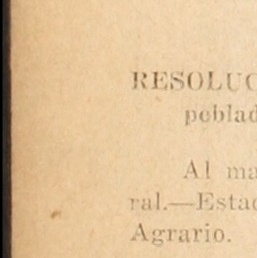 RESOLUC
poblad
Al ma
ral.—Estad
Agrario.